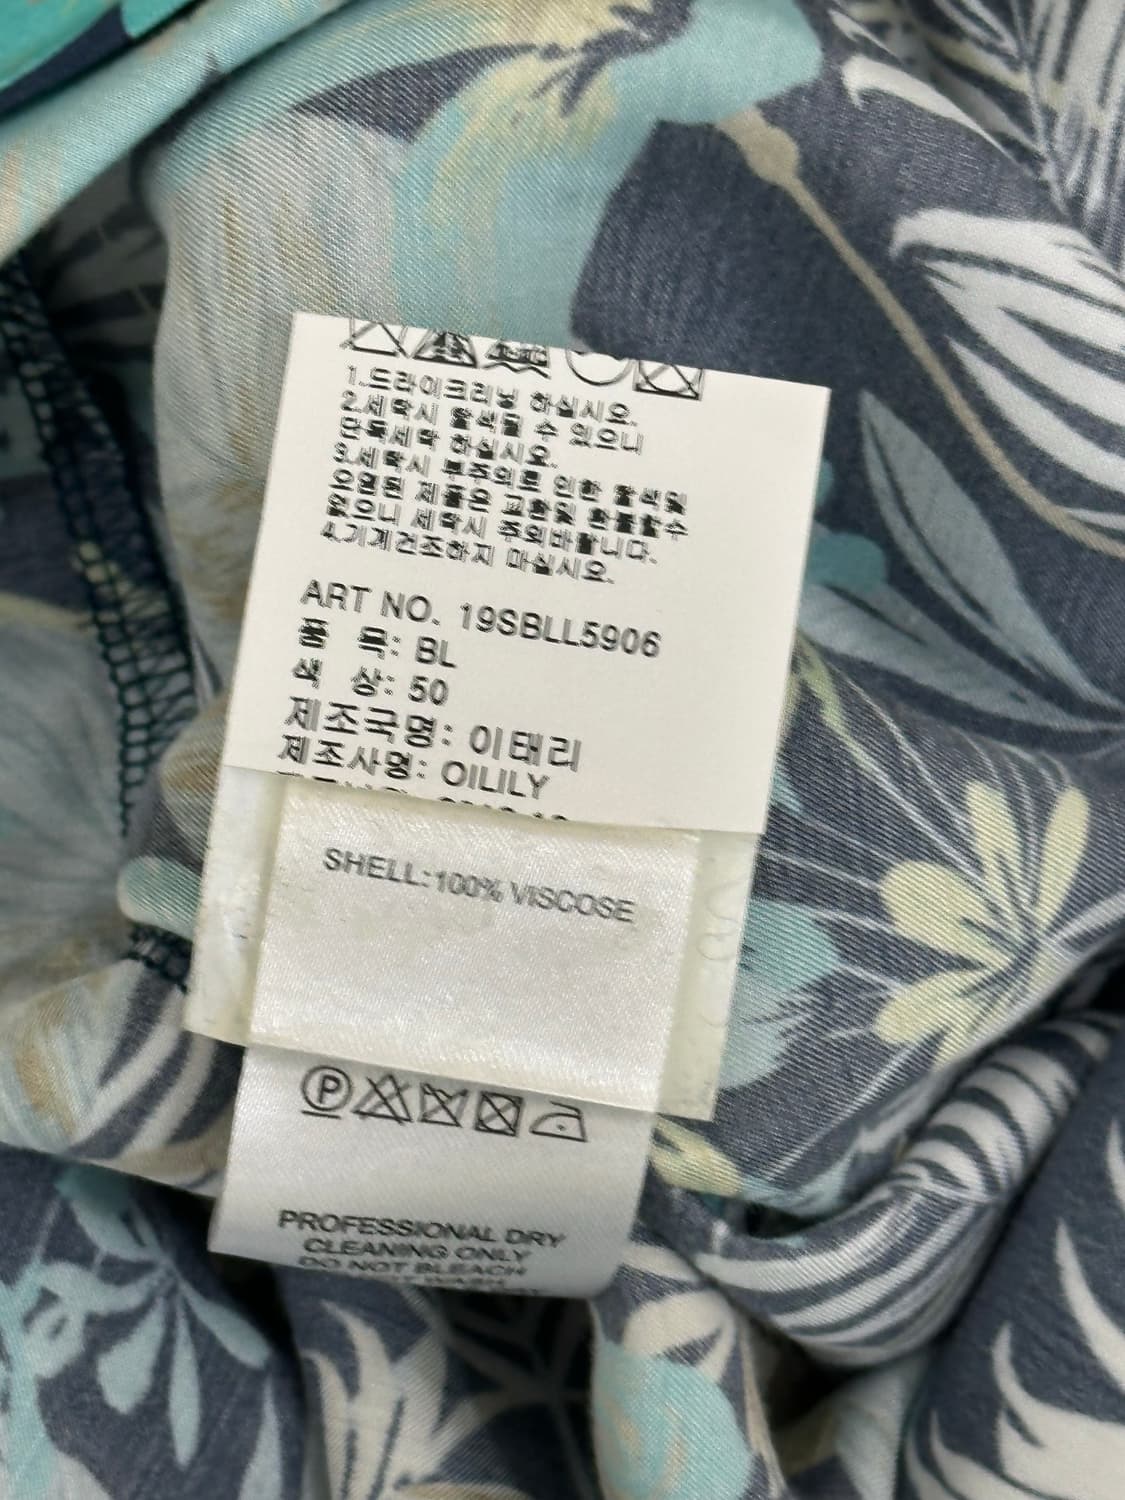 1.드라이크리닝 하십시오.
2.세탁시 탈색될 수 있으니
단독세탁 하십시오.
3.세탁시 부주의로 인한 탈색및
오염된 제품은 교환및 환불할수
없으니 세탁시 주의바랍니다.
4.기계건조하지 마십시오.
ART NO. 19SBLL5906
품 목: BL
색 상: 50
제조국명: 이태리
제조사명: OILILY
SHELL:100% VISCOSE
P
PROFESSIONAL DRY
CLEANING ONLY
DO NOT BLEACH
WASH